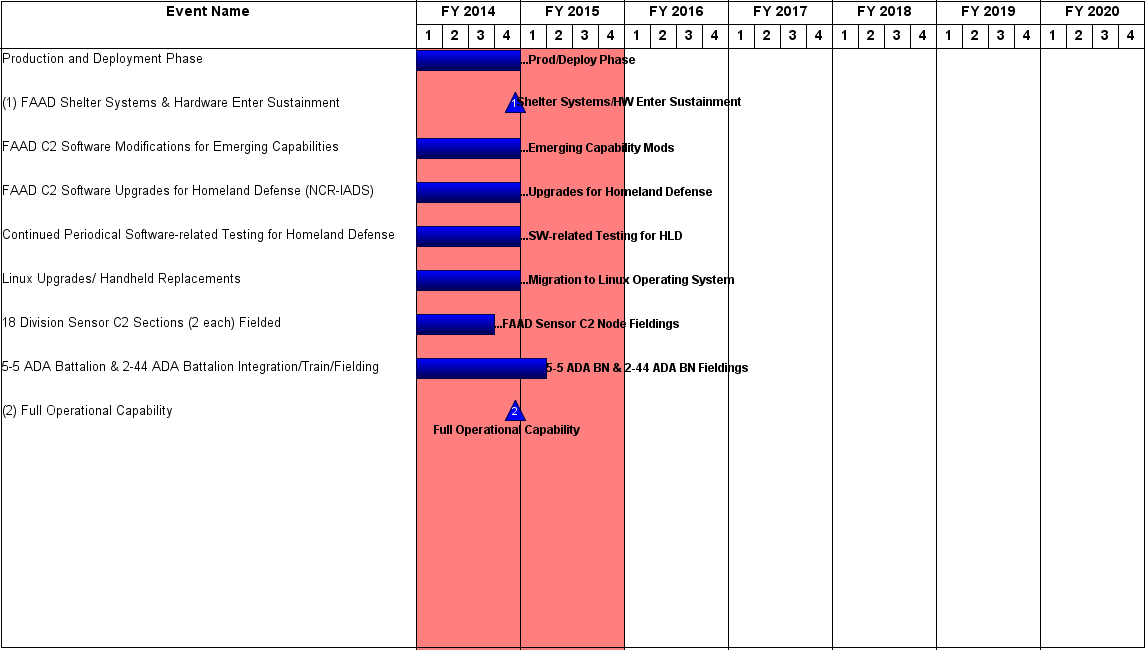 Event Name FY 2014 FY 2015 FY 2016 FY 2017 FY 2018 FY 2019 FY 2020
1 2 3 4 1 2 3 4 1 2 3 4 1 2 3 4 1 2 3 4 1 2 3 4 1 2 3 4
Production and Deployment Phase ...Prod/Deploy Phase
(1) FAAD Shelter Systems & Hardware Enter Sustainment 1 Shelter Systems/HW Enter Sustainment
FAAD C2 Software Modifications for Emerging Capabilities ...Emerging Capability Mods
FAAD C2 Software Upgrades for Homeland Defense (NCR-IADS) ...Upgrades for Homeland Defense
Continued Periodical Software-related Testing for Homeland Defense ...SW-related Testing for HLD
Linux Upgrades/ Handheld Replacements ...Migration to Linux Operating System
18 Division Sensor C2 Sections (2 each) Fielded ...FAAD Sensor C2 Node Fieldings
5-5 ADA Battalion & 2-44 ADA Battalion Integration/Train/Fielding 5-5 ADA BN & 2-44 ADA BN Fieldings
(2) Full Operational Capability 2
Full Operational Capability